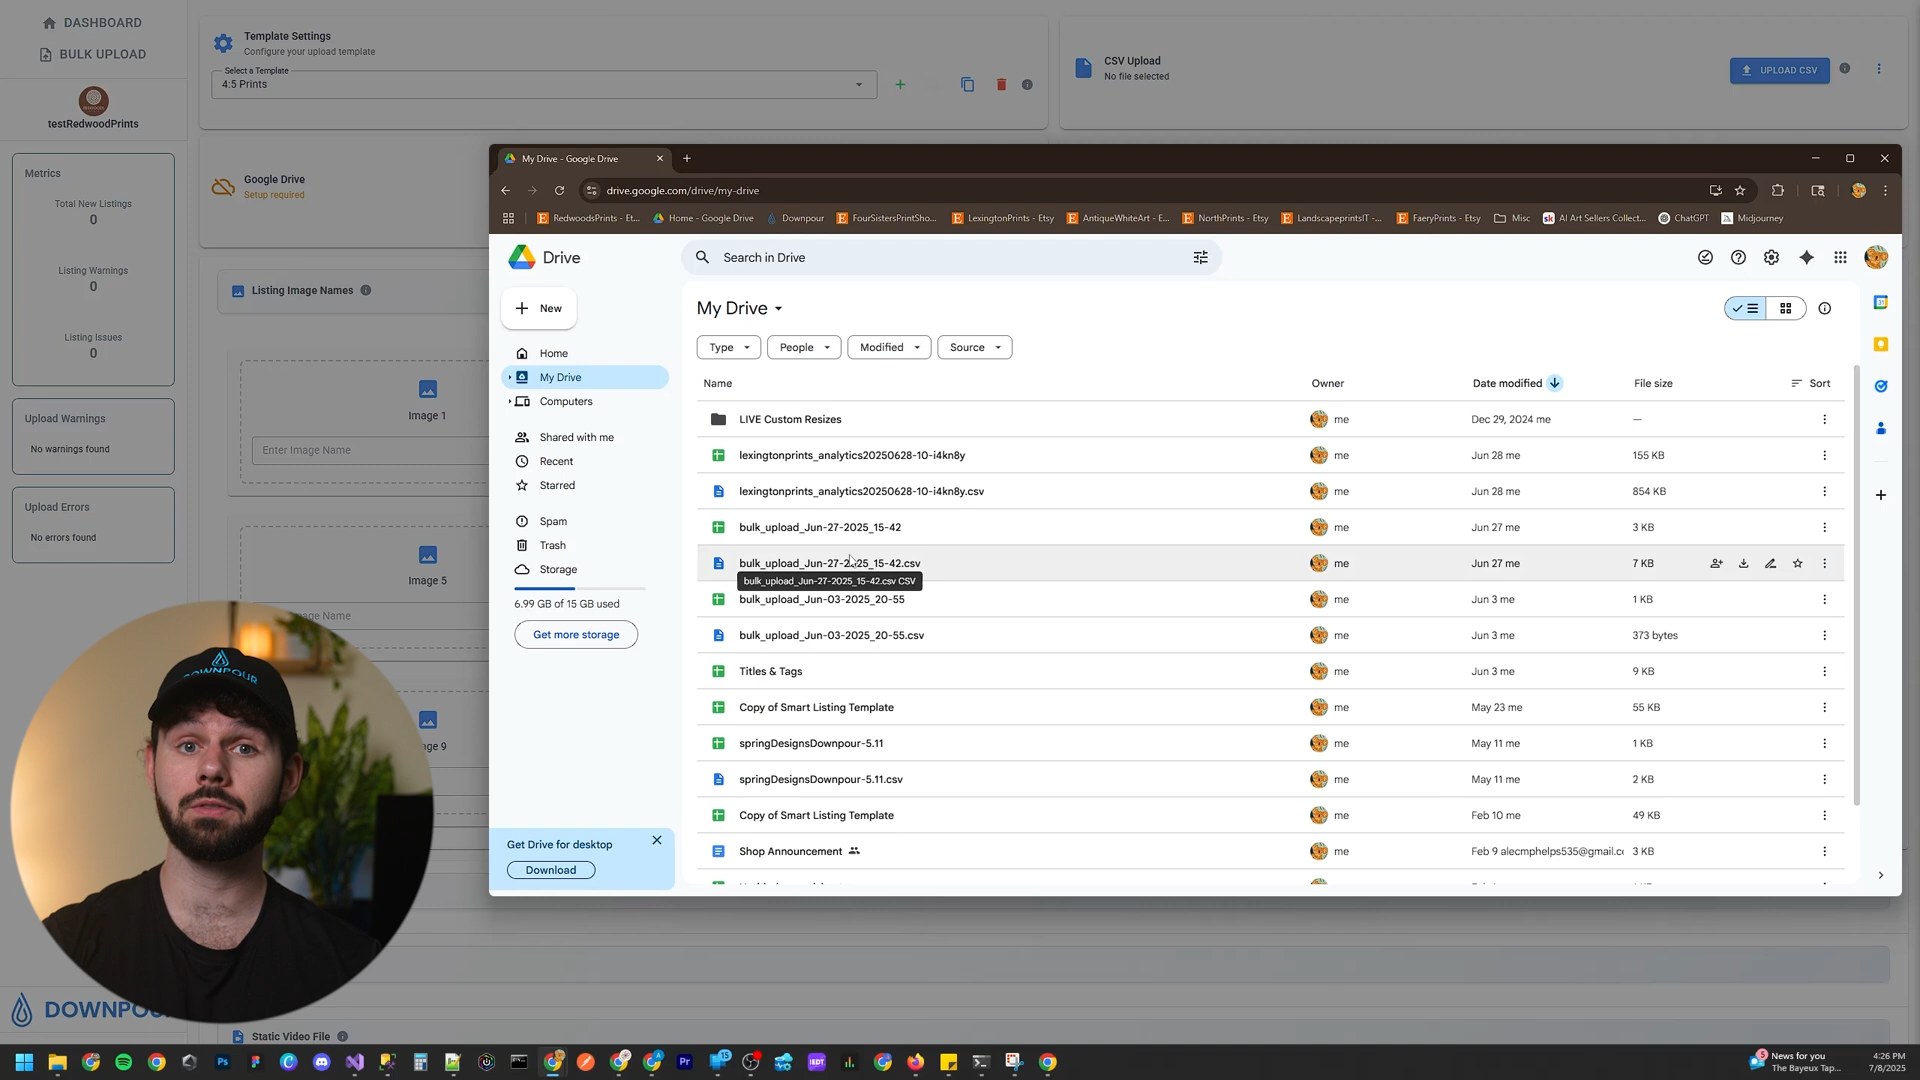 DASHBOARD
BULK UPLOAD
testRedwoodPrints
Metrics
Total New Listings
0
Listing Warnings
0
Listing Issues
0
Upload Warnings
No warnings found
Upload Errors
No errors found
Template Settings
Configure your upload template
Select a Template
4:5 Prints
CSV Upload
No file selected
UPLOAD CSV
Google Drive
Setup required
Listing Image Names
Image 1
Enter Image Name
Image 5
Name
age 9
My Drive - Google Drive
drive.google.com/drive/my-drive
RedwoodsPrints - Et...
Home - Google Drive
Downpour
FourSistersPrintSho...
LexingtonPrints - Etsy
AntiqueWhiteArt - E...
NorthPrints - Etsy
LandscapeprintsIT -...
FaeryPrints - Etsy
Misc
AI Art Sellers Collect...
ChatGPT
Midjourney
Drive
Search in Drive
New
Home
My Drive
Computers
Shared with me
Recent
Starred
Spam
Trash
Storage
6.99 GB of 15 GB used
Get more storage
Get Drive for desktop
Download
My Drive
Type
People
Modified
Source
Name Owner Date modified File size Sort
LIVE Custom Resizes me Dec 29, 2024 me —
lexingtonprints_analytics20250628-10-i4kn8y me Jun 28 me 155 KB
lexingtonprints_analytics20250628-10-i4kn8y.csv me Jun 28 me 854 KB
bulk_upload_Jun-27-2025_15-42 me Jun 27 me 3 KB
bulk_upload_Jun-27-2025_15-42.csv me Jun 27 me 7 KB
bulk_upload_Jun-27-2025_15-42.csv CSV
bulk_upload_Jun-03-2025_20-55 me Jun 3 me 1 KB
bulk_upload_Jun-03-2025_20-55.csv me Jun 3 me 373 bytes
Titles & Tags me Jun 3 me 9 KB
Copy of Smart Listing Template me May 23 me 55 KB
springDesignsDownpour-5.11 me May 11 me 1 KB
springDesignsDownpour-5.11.csv me May 11 me 2 KB
Copy of Smart Listing Template me Feb 10 me 49 KB
Shop Announcement me Feb 9 alecmphelps535@gmail.cc 3 KB
DOWNPOUR
DOWNPOU
Static Video File
News for you
The Bayeux Tap...
4:26 PM
7/8/2025